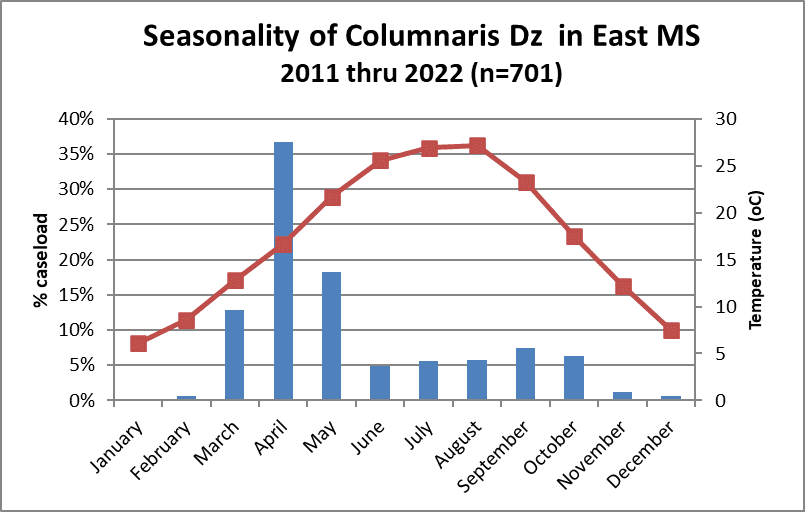 Seasonality of Columnaris Dz in East MS
2011 thru 2022 (n=701)
40%
35%
30%
25%
20%
15%
10%
5%
0%
% caseload
30
25
20
15
10
5
0
Temperature (oC)
January
February
March
April
May
June
July
August
September
October
November
December